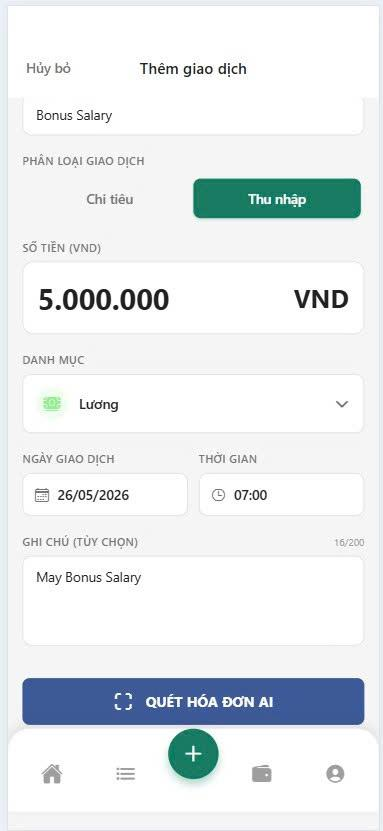 Hủy bỏ
Thêm giao dịch
Bonus Salary
PHÂN LOẠI GIAO DỊCH
Chi tiêu
Thu nhập
SỐ TIỀN (VND)
5.000.000
VND
DANH MỤC
Lương
NGÀY GIAO DỊCH
THỜI GIAN
26/05/2026
07:00
GHI CHÚ (TÙY CHỌN)
16/200
May Bonus Salary
QUÉT HÓA ĐƠN AI